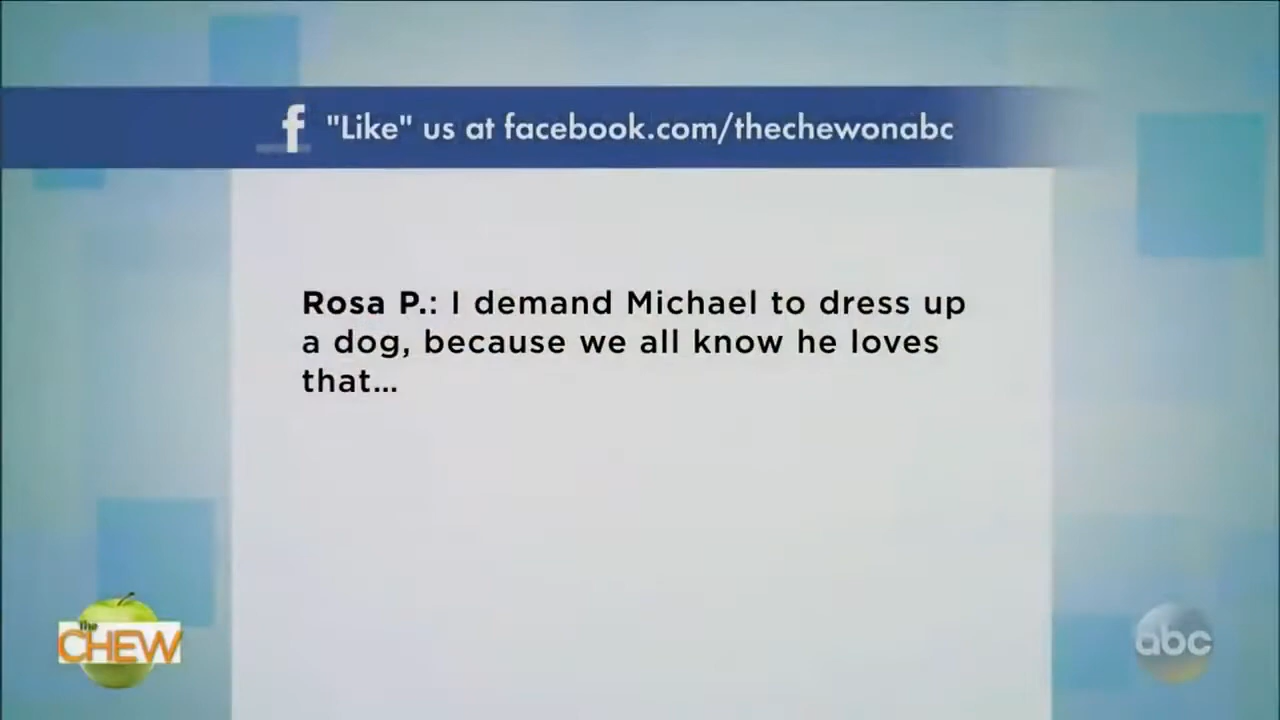 f "Like" us at facebook.com/thechewonabc
Rosa P.: I demand Michael to dress up
a dog, because we all know he loves
that...
The
CHEW
abc